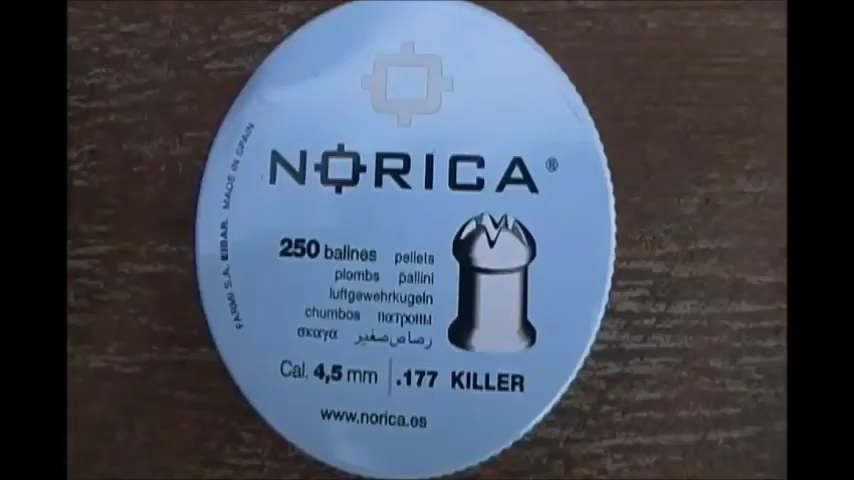 NORICA®
250 balines pellets
plombs pallini
luftgewehrkugeln
chumbos патроны
σκαγα رصاص صغير
Cal. 4,5 mm .177 KILLER
www.norica.es
FARMI S.A. EIBAR. MADE IN SPAIN